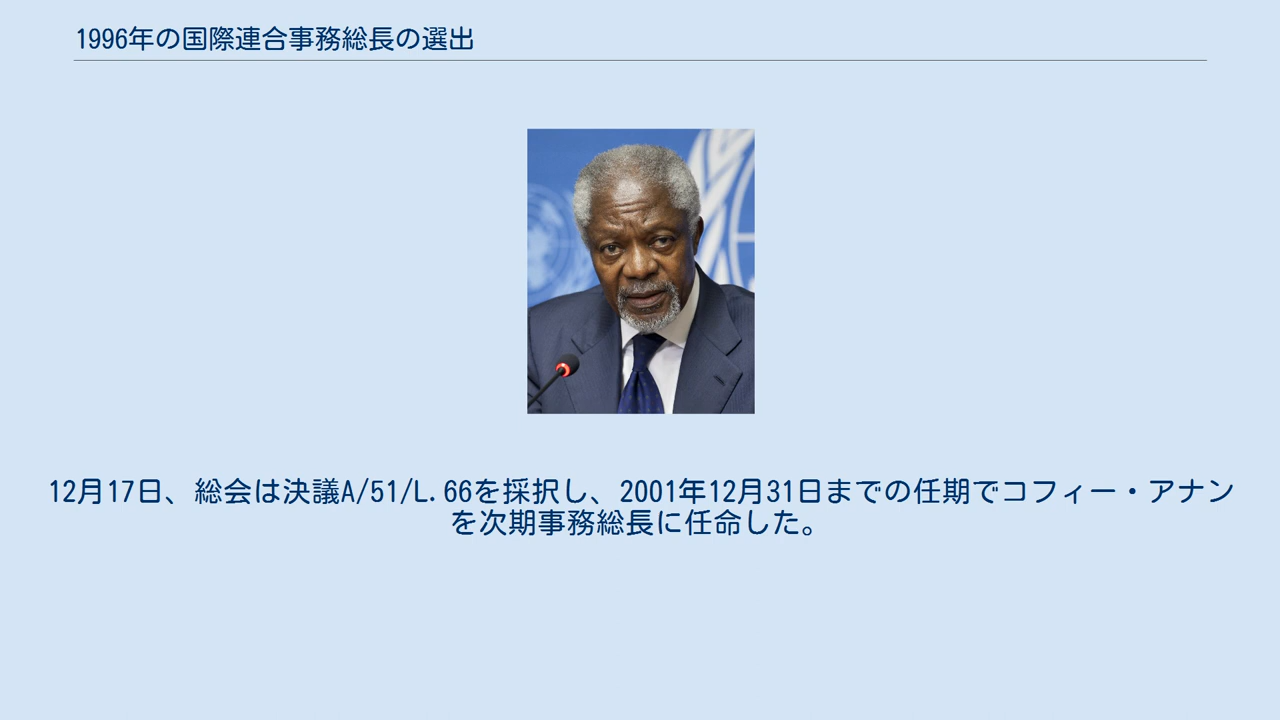 1996年の国際連合事務総長の選出
12月17日、総会は決議A/51/L.66を採択し、2001年12月31日までの任期でコフィー・アナン
を次期事務総長に任命した。